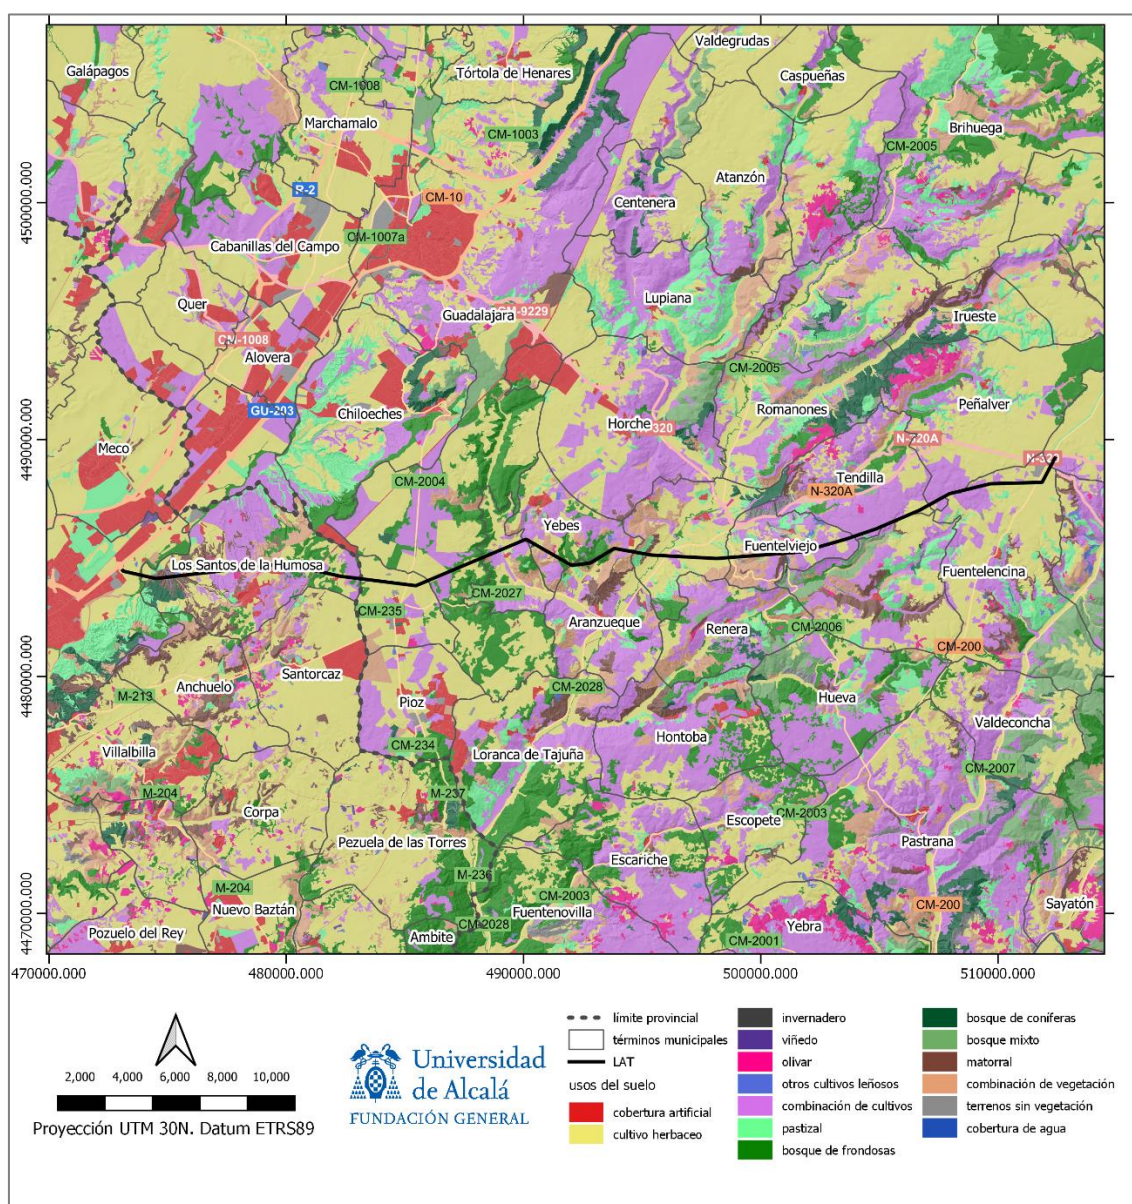 Valdegrudas
Galápagos
Tórtola de Henares
Caspueñas
CM-1008
Marchamalo
CM-1003
Brihuega
CM-2005
R-2
CM-10
Atanzón
Centenera
4500000.000
CM-1007a
Cabanillas del Campo
Quer
Lupiana
Guadalajara
9229
Irueste
CM-1008
Alovera
CM-2005
GU-203
Chiloeches
Romanones
Peñalver
Horche
320
N-320A
4490000.000
Meco
N-320
CM-2004
Tendilla
N-320A
Yebes
Fuentelviejo
Los Santos de la Humosa
Fuentelencina
CM-2027
CM-235
Aranzueque
Renera
CM-2006
CM-200
4480000.000
Santorcaz
Anchuelo
M-213
CM-2028
Pioz
Hueva
Valdeconcha
Hontoba
CM-234
Villalbilla
Loranca de Tajuña
CM-2007
M-204
M-237
Corpa
CM-2003
Escopete
Pezuela de las Torres
Pastrana
Escariche
M-236
M-204
CM-2003
CM-200
Sayatón
Nuevo Baztán
Fuentenovilla
4470000.000
CM-2028
Yebra
Pozuelo del Rey
Ambite
CM-2001
470000.000 480000.000 490000.000 500000.000 510000.000
2,000 4,000 6,000 8,000 10,000
Proyección UTM 30N. Datum ETRS89
Universidad
de Alcalá
FUNDACIÓN GENERAL
límite provincial
términos municipales
LAT
usos del suelo
cobertura artificial
cultivo herbaceo
invernadero
viñedo
olivar
otros cultivos leñosos
combinación de cultivos
pastizal
bosque de frondosas
bosque de coníferas
bosque mixto
matorral
combinación de vegetación
terrenos sin vegetación
cobertura de agua